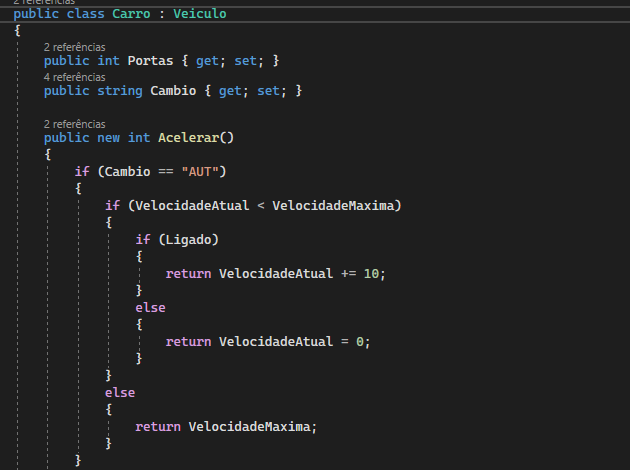 2 referências
public class Carro : Veiculo
{
2 referências
public int Portas { get; set; }
4 referências
public string Cambio { get; set; }
2 referências
public new int Acelerar()
{
if (Cambio == "AUT")
{
if (VelocidadeAtual < VelocidadeMaxima)
{
if (Ligado)
{
return VelocidadeAtual += 10;
}
else
{
return VelocidadeAtual = 0;
}
}
else
{
return VelocidadeMaxima;
}
}